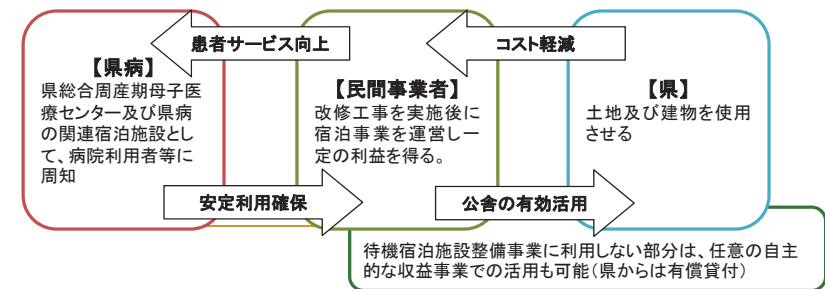 患者サービス向上
コスト軽減
【県病】
県総合周産期母子医
療センター及び県病
の関連宿泊施設とし
て、病院利用者等に
周知
【民間事業者】
改修工事を実施後に
宿泊事業を運営し一
定の利益を得る。
【県】
土地及び建物を使用
させる
安定利用確保
公舎の有効活用
待機宿泊施設整備事業に利用しない部分は、任意の自主
的な収益事業での活用も可能(県からは有償貸付)